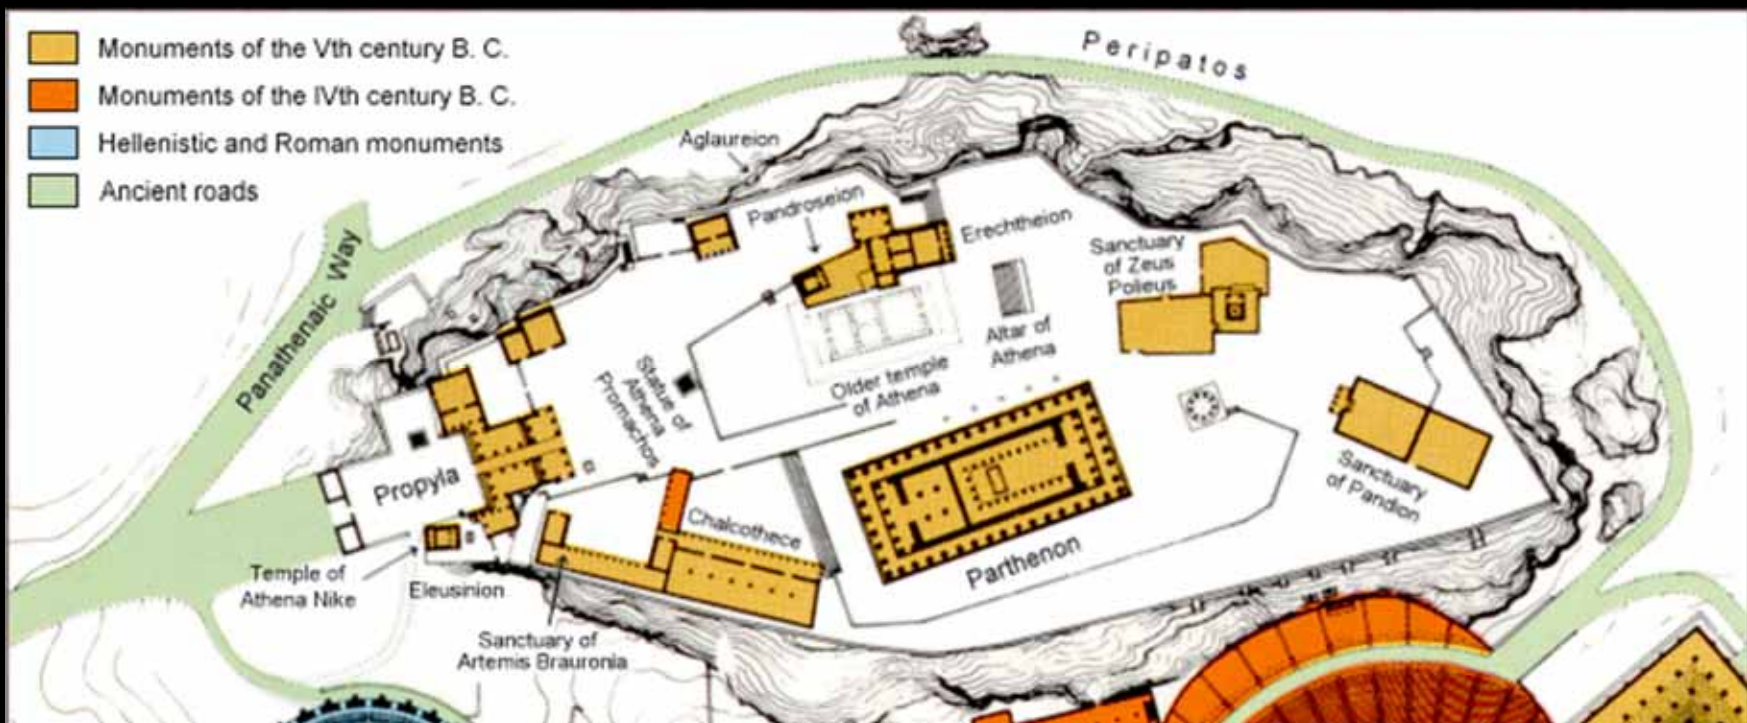 Monuments of the Vth century B. C.
Monuments of the IVth century B. C.
Hellenistic and Roman monuments
Ancient roads
Peripatos
Aglaureion
Pandroseion
Erechtheion
Sanctuary
of Zeus
Polieus
Panathenaic Way
Altar of
Athena
Statue of
Athena
Promachos
Older temple
of Athena
Propyla
Sanctuary
of Pandion
Chalcothece
Parthenon
Temple of
Athena Nike
Eleusinion
Sanctuary of
Artemis Brauronia